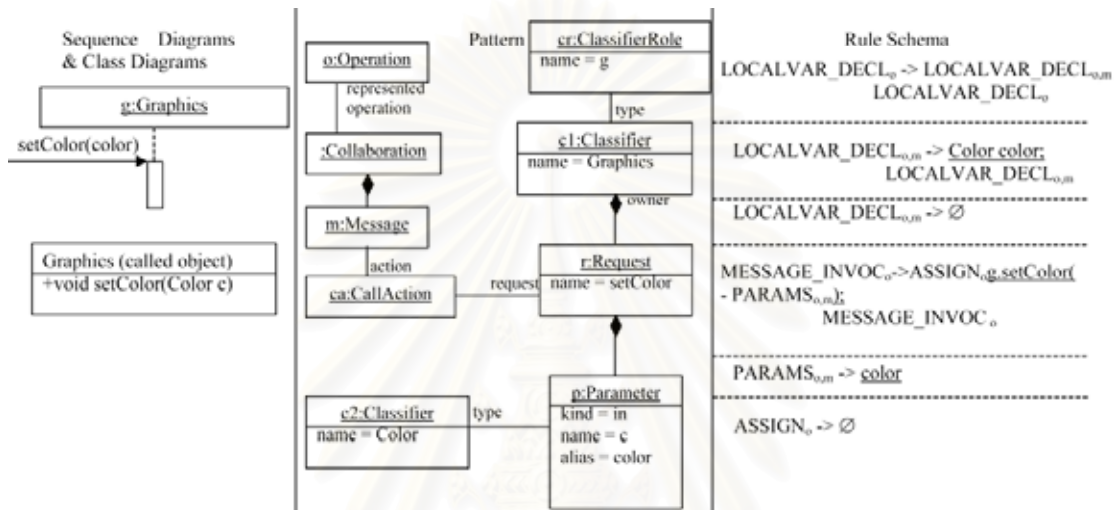 Sequence Diagrams
& Class Diagrams
g:Graphics
setColor(color)
Graphics (called object)
+void setColor(Color c)
Pattern
o:Operation
represented
operation
:Collaboration
m:Message
action
ca:CallAction
request
cr:ClassifierRole
name = g
type
c1:Classifier
name = Graphics
owner
r:Request
name = setColor
c2:Classifier
name = Color
type
p:Parameter
kind = in
name = c
alias = color
Rule Schema
LOCALVAR_DECLo -> LOCALVAR_DECLo,m
LOCALVAR_DECLo
LOCALVAR_DECLo,m -> Color color;
LOCALVAR_DECLo,m
LOCALVAR_DECLo,m -> ∅
MESSAGE_INVOCo->ASSIGNog.setColor(
- PARAMSo,m);
MESSAGE_INVOC o
PARAMSo,m -> color
ASSIGNo -> ∅